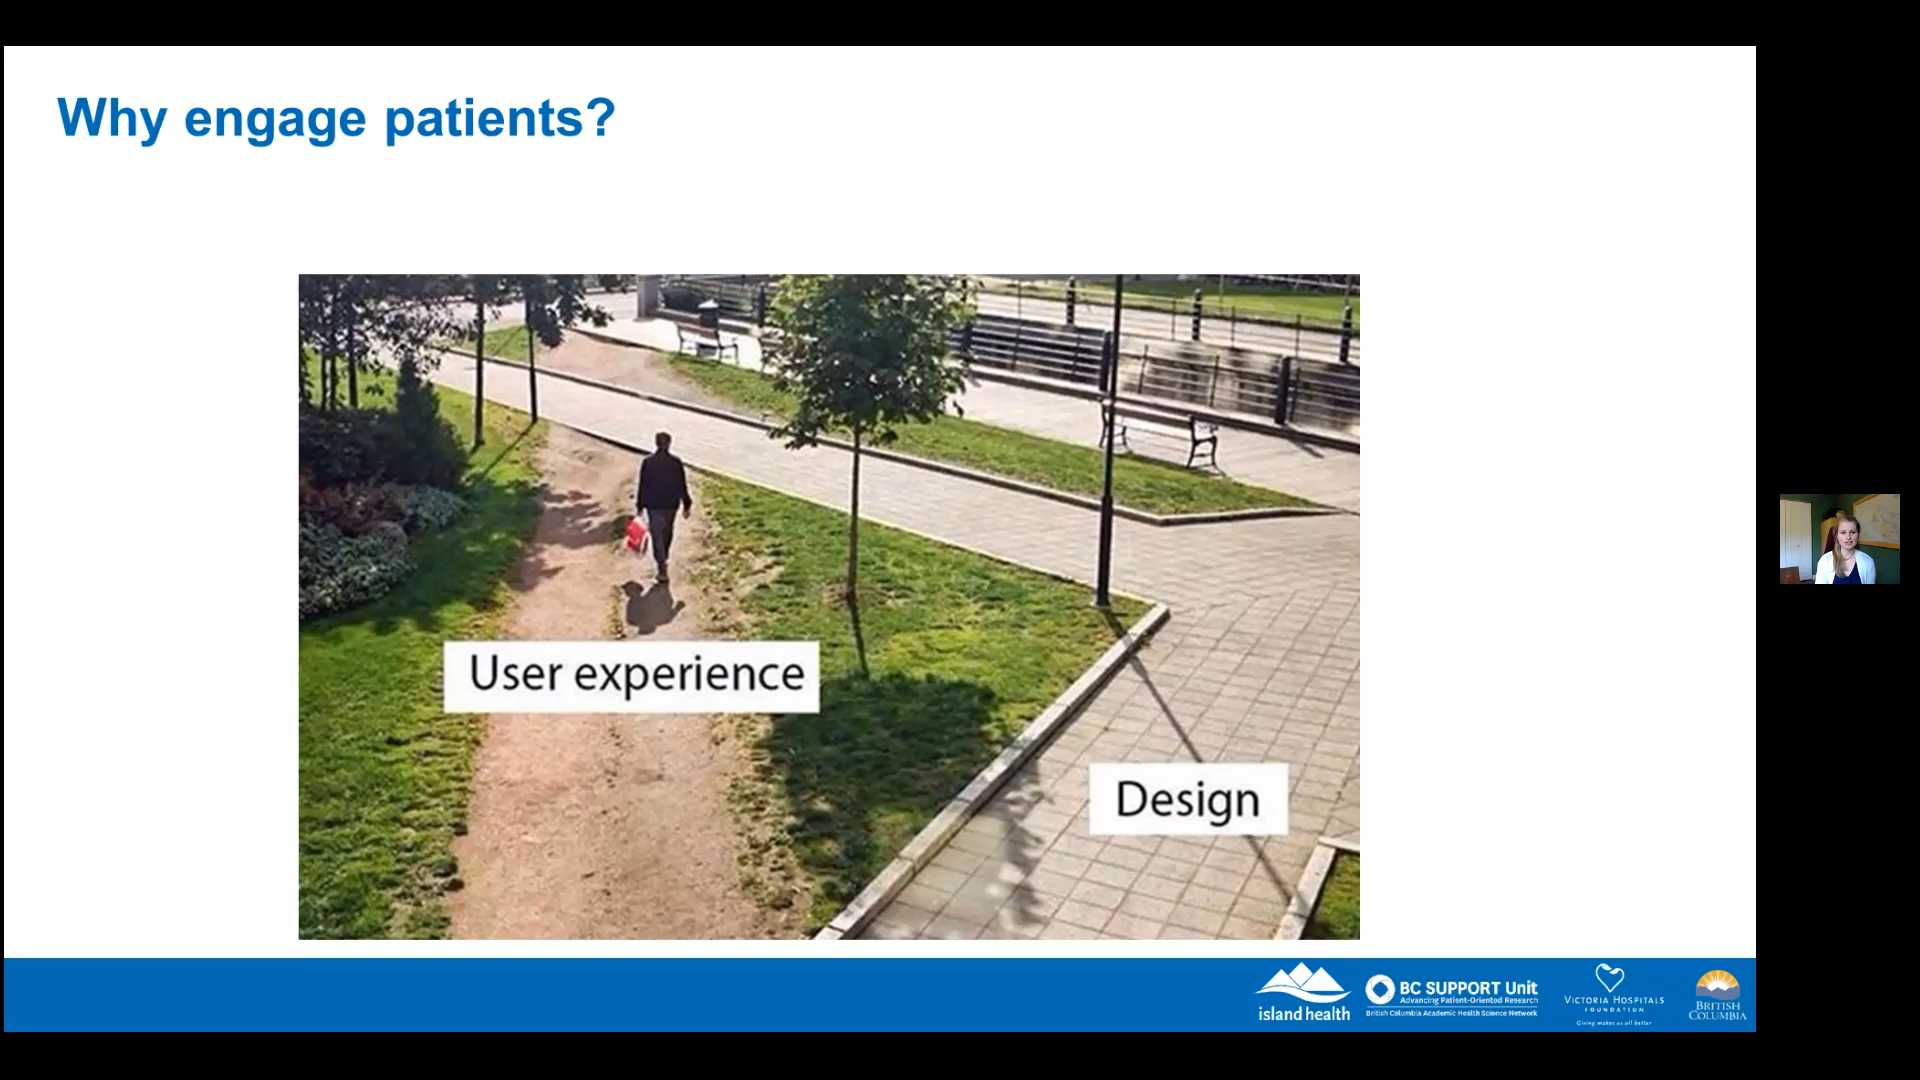 Why engage patients?
User experience
Design
island health
BC SUPPORT Unit
Advancing Patient-Oriented Research
British Columbia Academic Health Science Network
VICTORIA HOSPITALS
FOUNDATION
Giving makes us all better
BRITISH
COLUMBIA